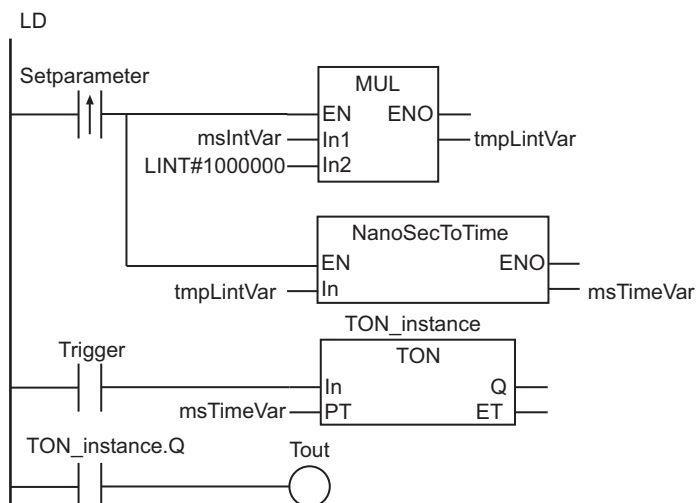 LD
Setparameter
MUL
EN ENO
msIntVar In1 tmpLintVar
LINT#1000000 In2
NanoSecToTime
EN ENO
tmpLintVar In msTimeVar
TON_instance
Trigger TON
In Q
msTimeVar PT ET
TON_instance.Q Tout